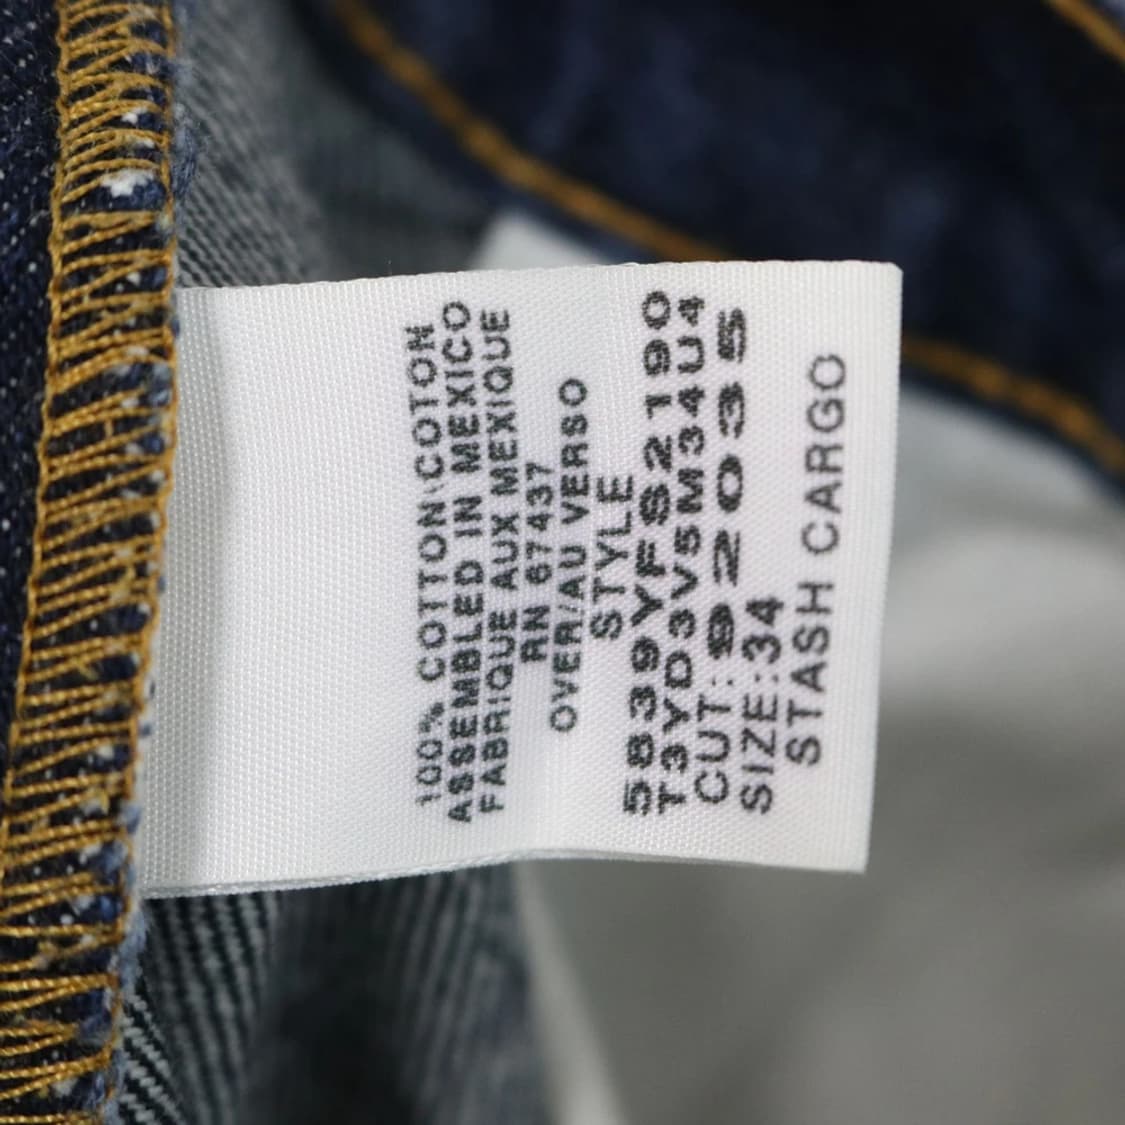 100% COTTON\COTON
ASSEMBLED IN MEXICO
FABRIQUE AUX MEXIQUE
RN 67437
OVER/AU VERSO
STYLE
5839YFS2190
T3YD3V5M34U4
CUT: 92035
SIZE:34
STASH CARGO